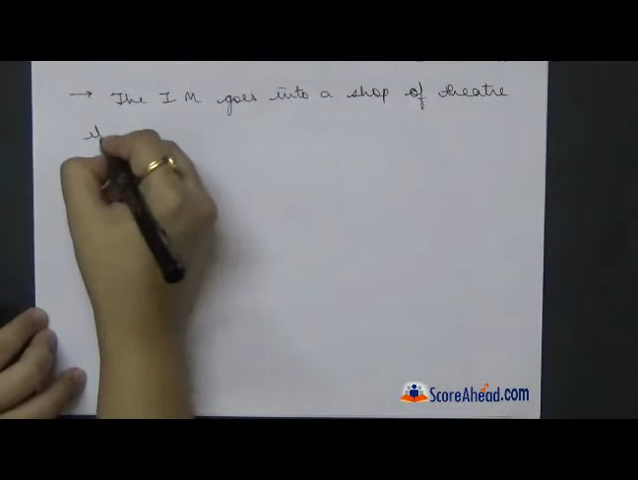 → The I M goes into a shop of theatre
ScoreAhead.com